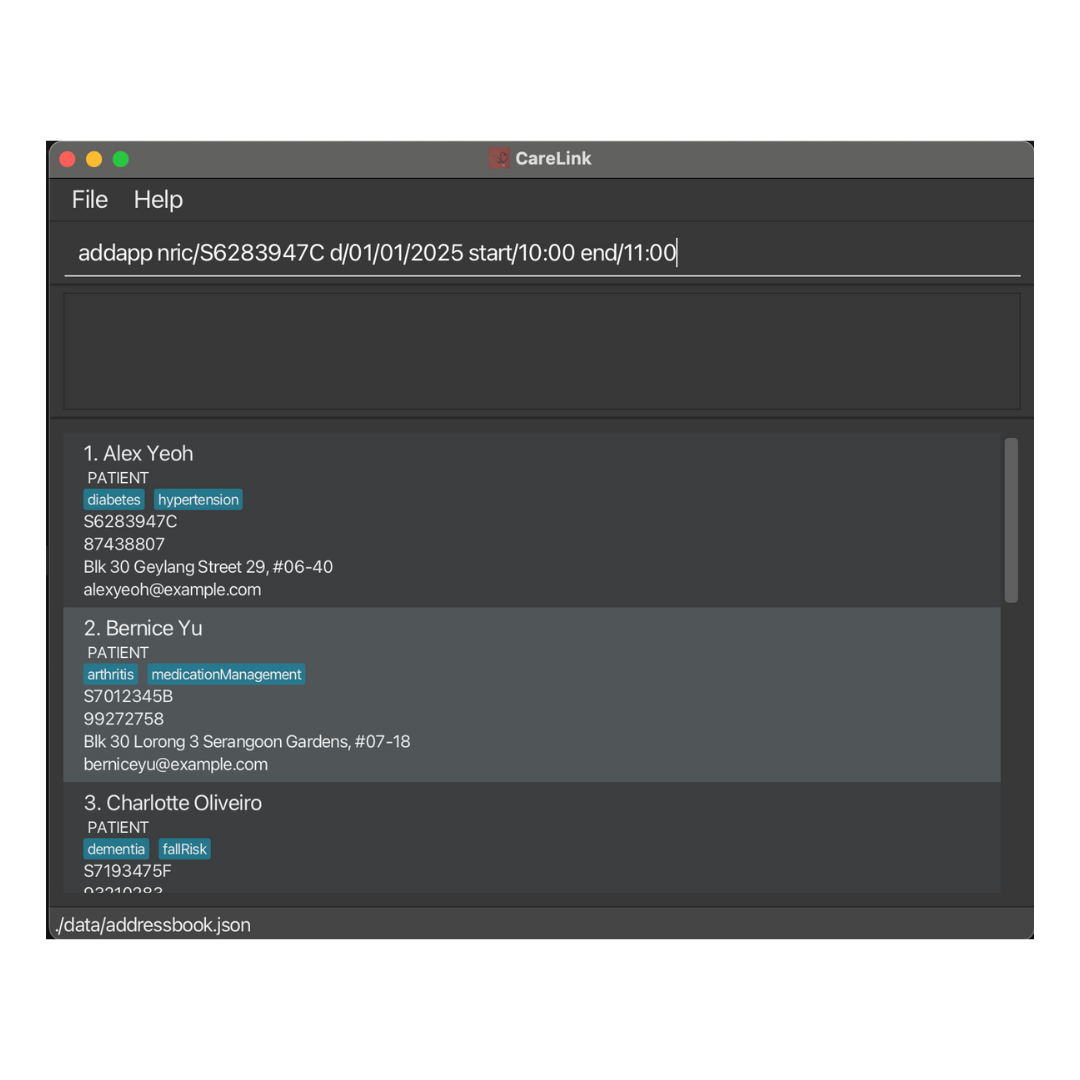 CareLink
File Help
addapp nric/S6283947C d/01/01/2025 start/10:00 end/11:00
1. Alex Yeoh
PATIENT
diabetes hypertension
S6283947C
87438807
Blk 30 Geylang Street 29, #06-40
alexyeoh@example.com
2. Bernice Yu
PATIENT
arthritis medicationManagement
S7012345B
99272758
Blk 30 Lorong 3 Serangoon Gardens, #07-18
berniceyu@example.com
3. Charlotte Oliveiro
PATIENT
dementia fallRisk
S7193475F
93210283
./data/addressbook.json